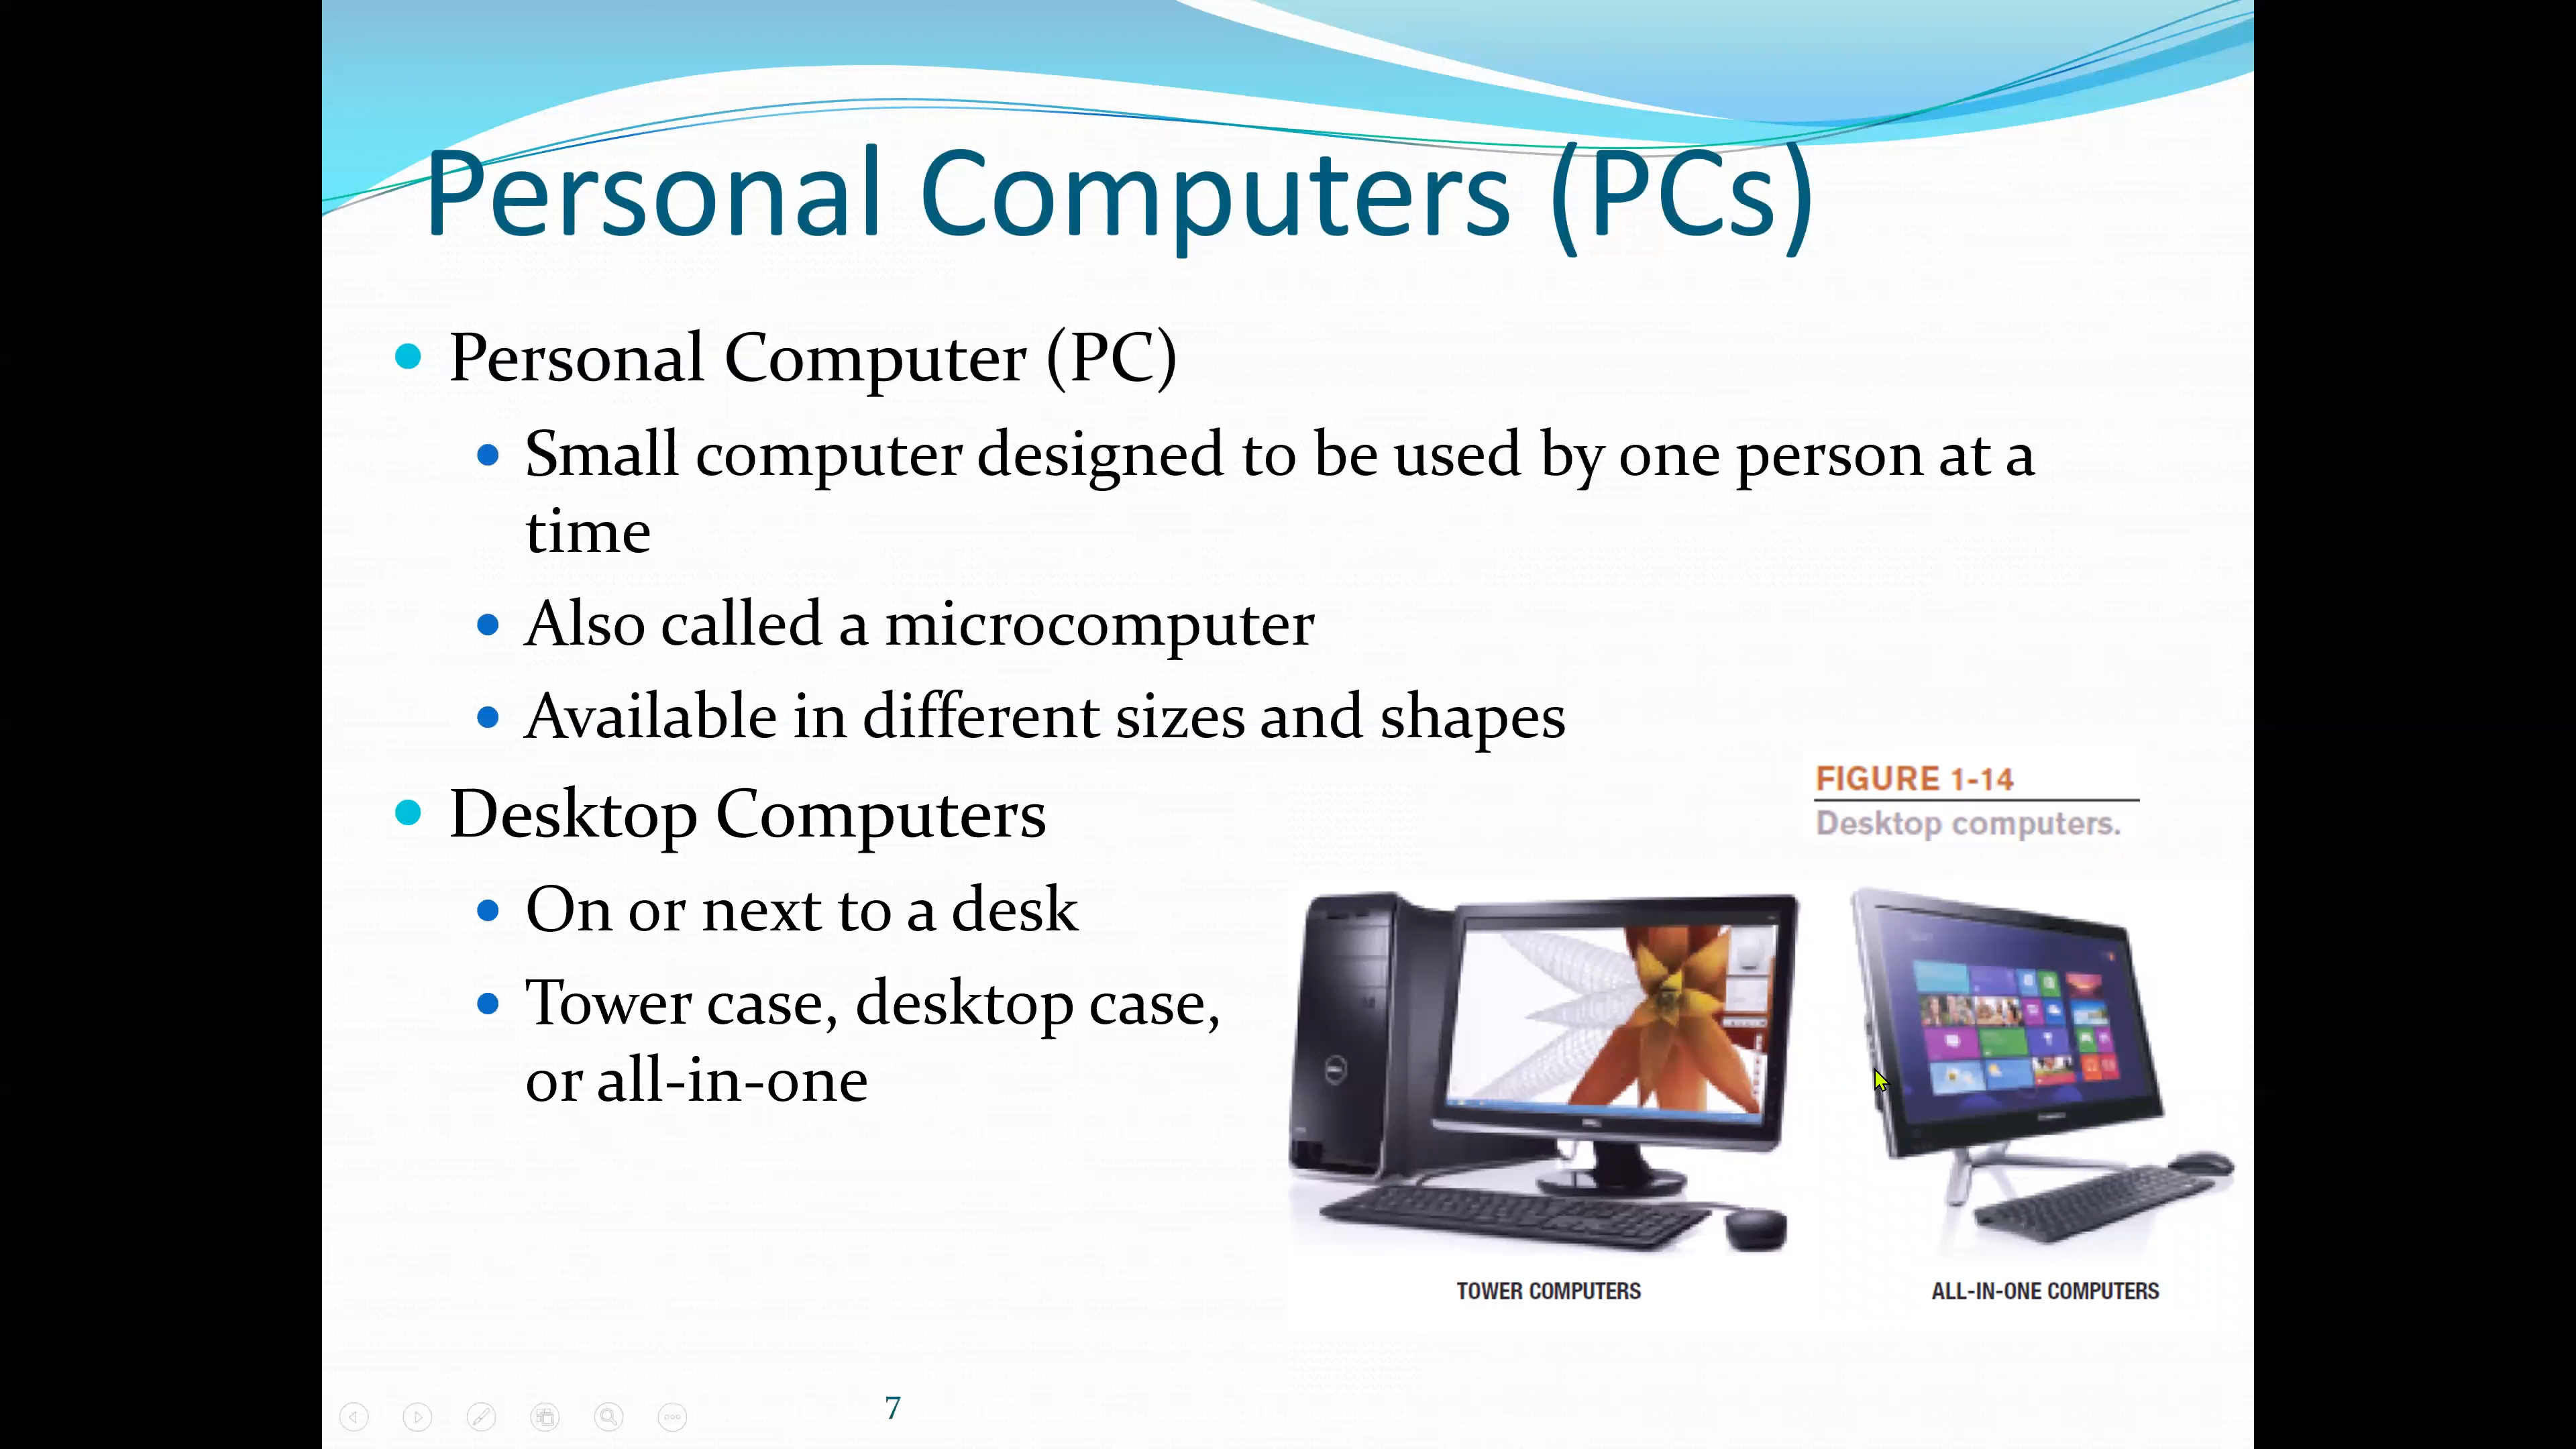 Personal Computers (PCs)
Personal Computer (PC)
Small computer designed to be used by one person at a
time
Also called a microcomputer
Available in different sizes and shapes
Desktop Computers
On or next to a desk
Tower case, desktop case,
or all-in-one
FIGURE 1-14
Desktop computers.
TOWER COMPUTERS
ALL-IN-ONE COMPUTERS
7